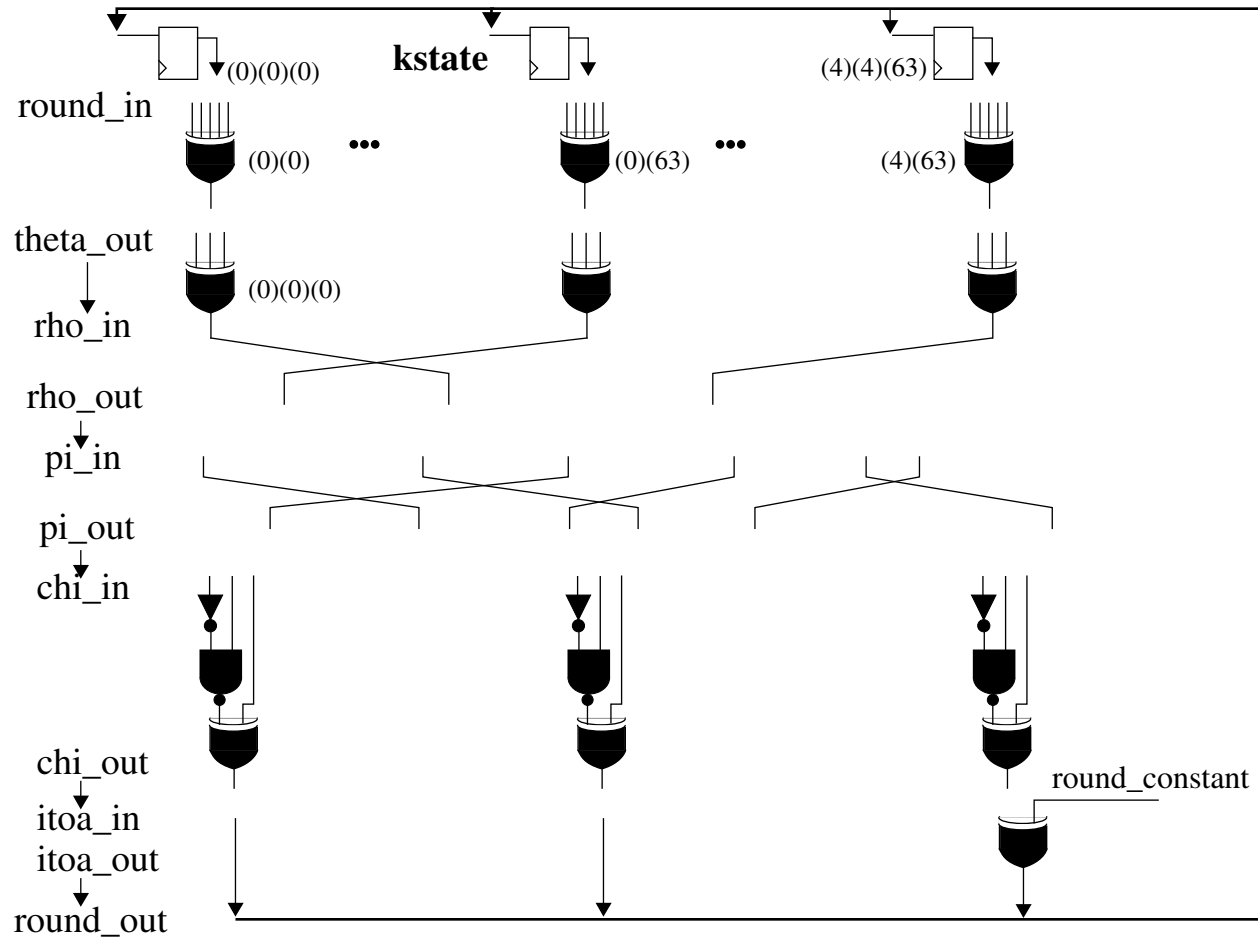 kstate
(0)(0)(0)
(4)(4)(63)
round_in
(0)(0)
(0)(63)
(4)(63)
theta_out
(0)(0)(0)
rho_in
rho_out
pi_in
pi_out
chi_in
chi_out
round_constant
itoa_in
itoa_out
round_out